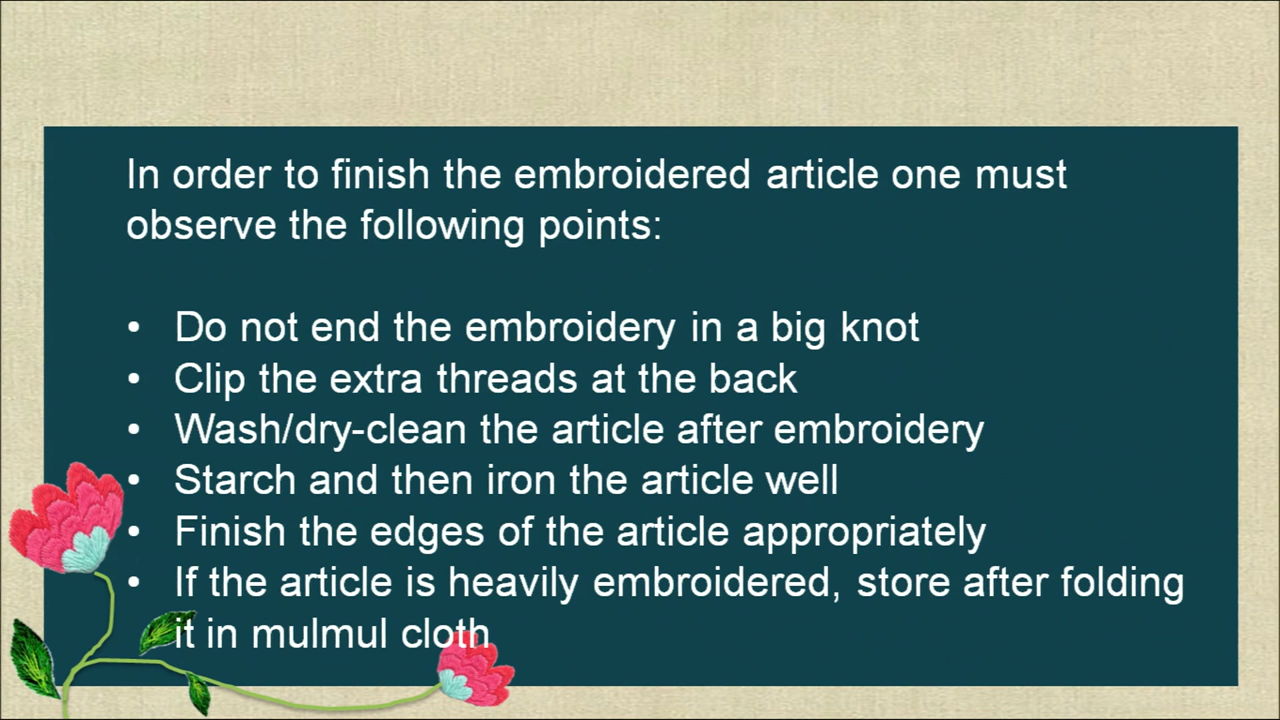 In order to finish the embroidered article one must
observe the following points:
• Do not end the embroidery in a big knot
• Clip the extra threads at the back
• Wash/dry-clean the article after embroidery
• Starch and then iron the article well
• Finish the edges of the article appropriately
• If the article is heavily embroidered, store after folding
it in mulmul cloth